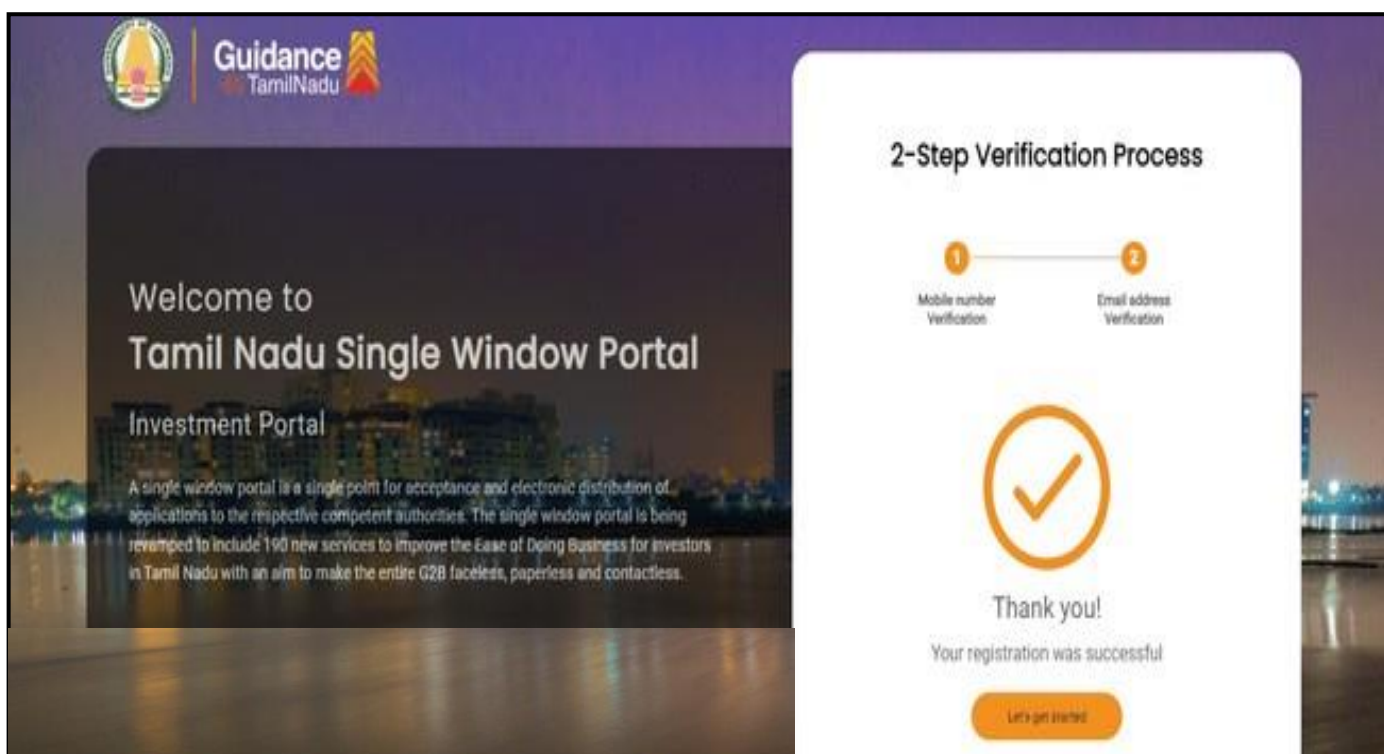 Guidance
TamilNadu
Welcome to
Tamil Nadu Single Window Portal
Investment Portal
A single window portal is a single point for acceptance and electronic distribution of
applications to the respective competent authorities. The single window portal is being
revamped to include 190 new services to improve the Ease of Doing Business for investors
in Tamil Nadu with an aim to make the entire G2B faceless, paperless and contactless.
2-Step Verification Process
1
2
Mobile number
Verification
Email address
Verification
Thank you!
Your registration was successful
Let's get started